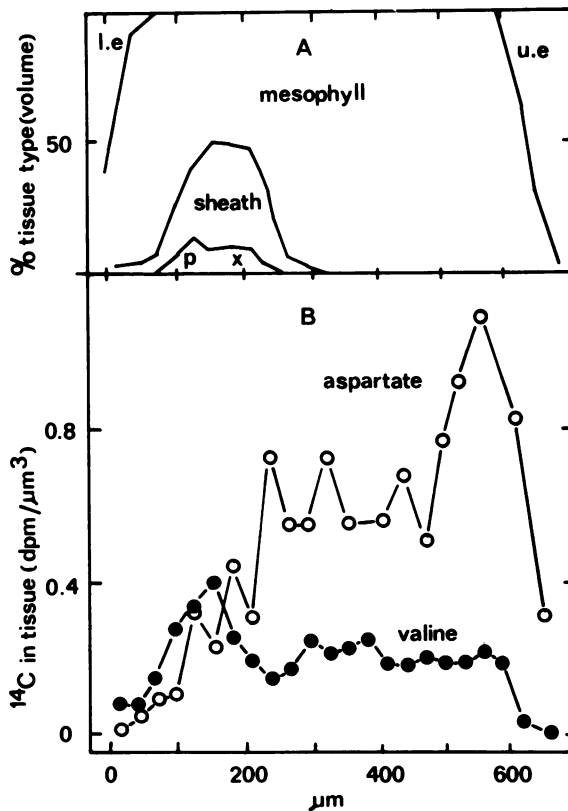 A
l.e
u.e
mesophyll
50
sheath
p
x
% tissue type(volume)
B
aspartate
0.8
0.4
valine
0
¹⁴C in tissue (dpm/µm³)
0 200 400 600
µm